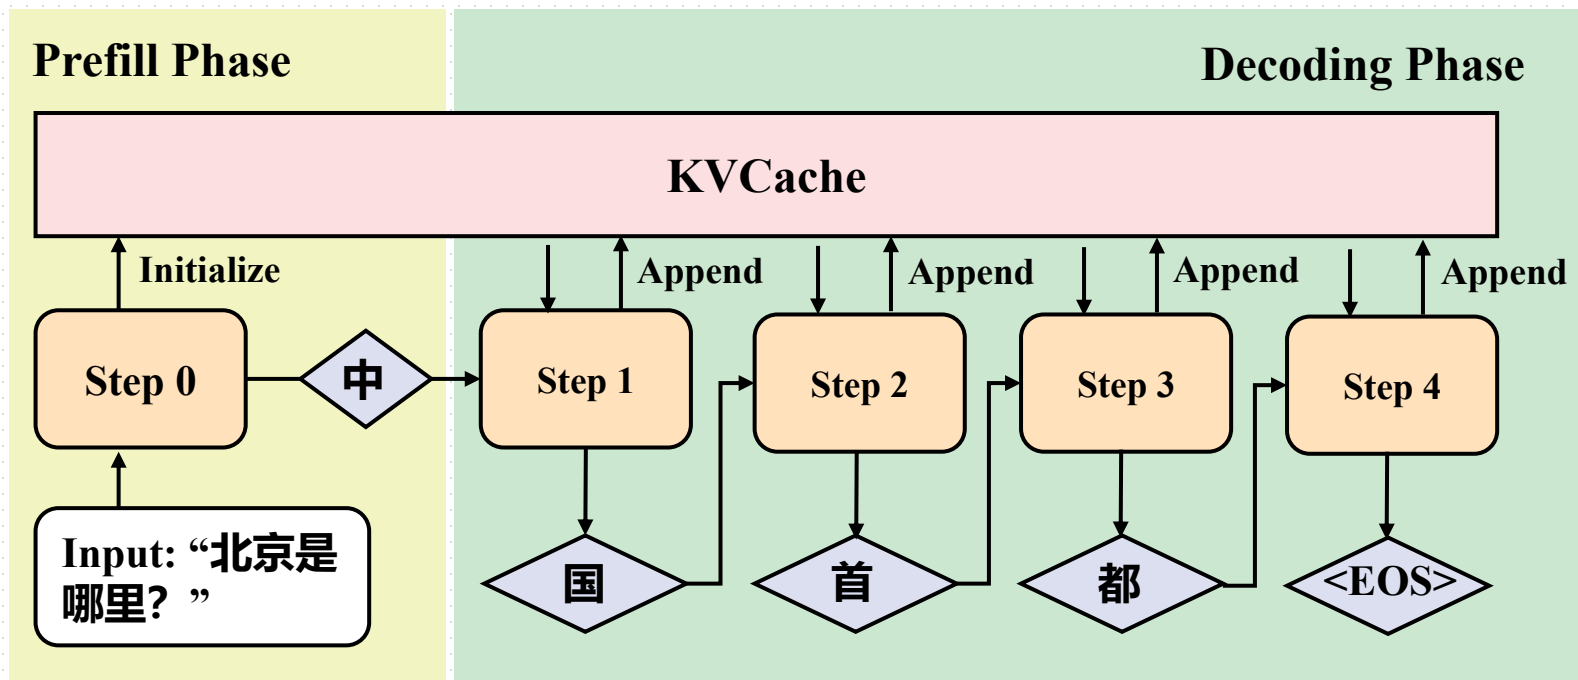 Prefill Phase
Decoding Phase
KVCache
Initialize
Append
Append
Append
Append
Step 0
中
Step 1
Step 2
Step 3
Step 4
Input: “北京是
哪里？”
国
首
都
<EOS>